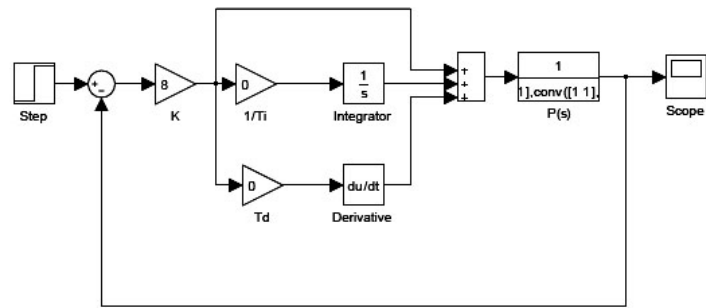 Step
+
−
8
K
0
1/Ti
1
s
Integrator
0
Td
du/dt
Derivative
+
+
+
1
1],conv([1 1],
P(s)
Scope